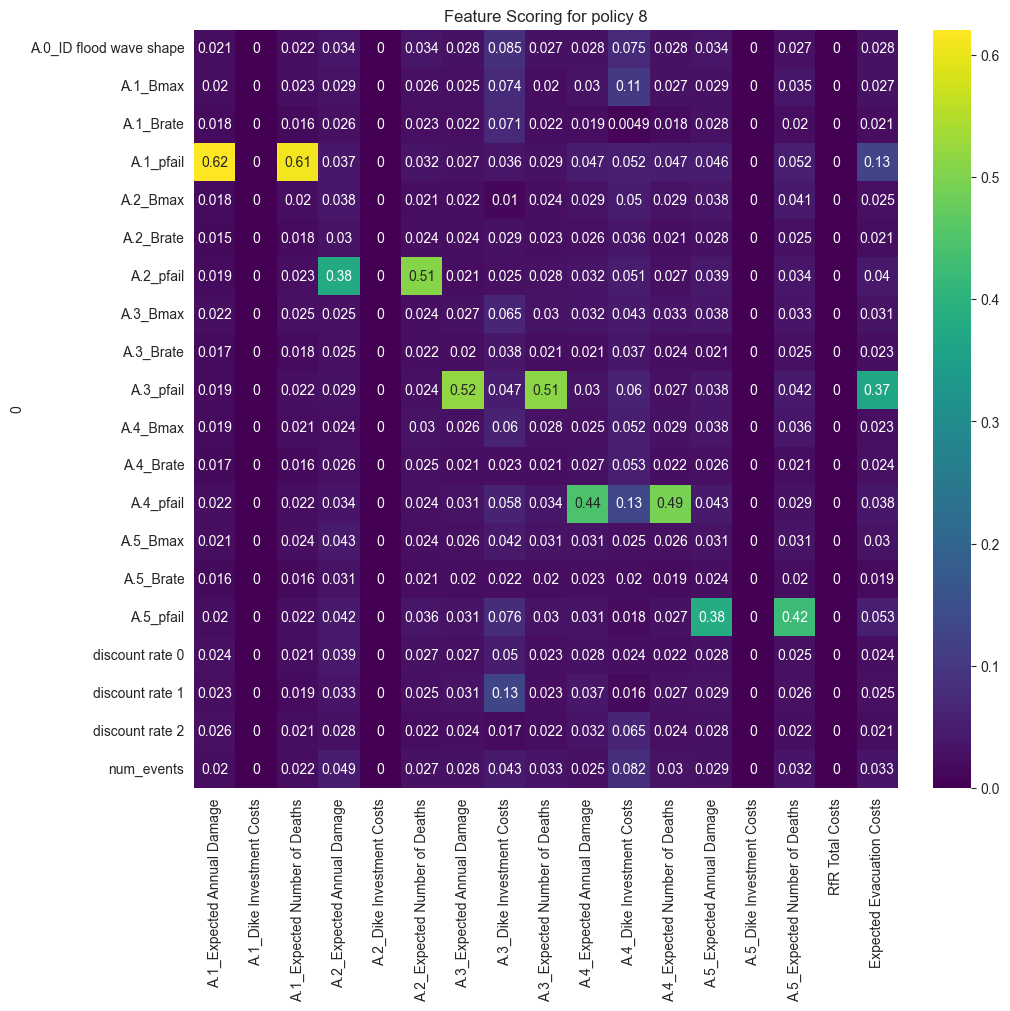 Feature Scoring for policy 8
A.0_ID flood wave shape 0.021 0 0.022 0.034 0 0.034 0.028 0.085 0.027 0.028 0.075 0.028 0.034 0 0.027 0 0.028
A.1_Bmax 0.02 0 0.023 0.029 0 0.026 0.025 0.074 0.02 0.03 0.11 0.027 0.029 0 0.035 0 0.027
A.1_Brate 0.018 0 0.016 0.026 0 0.023 0.022 0.071 0.022 0.019 0.0049 0.018 0.028 0 0.02 0 0.021
A.1_pfail 0.62 0 0.61 0.037 0 0.032 0.027 0.036 0.029 0.047 0.052 0.047 0.046 0 0.052 0 0.13
A.2_Bmax 0.018 0 0.02 0.038 0 0.021 0.022 0.01 0.024 0.029 0.05 0.029 0.038 0 0.041 0 0.025
A.2_Brate 0.015 0 0.018 0.03 0 0.024 0.024 0.029 0.023 0.026 0.036 0.021 0.028 0 0.025 0 0.021
A.2_pfail 0.019 0 0.023 0.38 0 0.51 0.021 0.025 0.028 0.032 0.051 0.027 0.039 0 0.034 0 0.04
A.3_Bmax 0.022 0 0.025 0.025 0 0.024 0.027 0.065 0.03 0.032 0.043 0.033 0.038 0 0.033 0 0.031
A.3_Brate 0.017 0 0.018 0.025 0 0.022 0.02 0.038 0.021 0.021 0.037 0.024 0.021 0 0.025 0 0.023
A.3_pfail 0.019 0 0.022 0.029 0 0.024 0.52 0.047 0.51 0.03 0.06 0.027 0.038 0 0.042 0 0.37
A.4_Bmax 0.019 0 0.021 0.024 0 0.03 0.026 0.06 0.028 0.025 0.052 0.029 0.038 0 0.036 0 0.023
A.4_Brate 0.017 0 0.016 0.026 0 0.025 0.021 0.023 0.021 0.027 0.053 0.022 0.026 0 0.021 0 0.024
A.4_pfail 0.022 0 0.022 0.034 0 0.024 0.031 0.058 0.034 0.44 0.13 0.49 0.043 0 0.029 0 0.038
A.5_Bmax 0.021 0 0.024 0.043 0 0.024 0.026 0.042 0.031 0.031 0.025 0.026 0.031 0 0.031 0 0.03
A.5_Brate 0.016 0 0.016 0.031 0 0.021 0.02 0.022 0.02 0.023 0.02 0.019 0.024 0 0.02 0 0.019
A.5_pfail 0.02 0 0.022 0.042 0 0.036 0.031 0.076 0.03 0.031 0.018 0.027 0.38 0 0.42 0 0.053
discount rate 0 0.024 0 0.021 0.039 0 0.027 0.027 0.05 0.023 0.028 0.024 0.022 0.028 0 0.025 0 0.024
discount rate 1 0.023 0 0.019 0.033 0 0.025 0.031 0.13 0.023 0.037 0.016 0.027 0.029 0 0.026 0 0.025
discount rate 2 0.026 0 0.021 0.028 0 0.022 0.024 0.017 0.022 0.032 0.065 0.024 0.028 0 0.022 0 0.021
num_events 0.02 0 0.022 0.049 0 0.027 0.028 0.043 0.033 0.025 0.082 0.03 0.029 0 0.032 0 0.033
0
A.1_Expected Annual Damage
A.1_Dike Investment Costs
A.1_Expected Number of Deaths
A.2_Expected Annual Damage
A.2_Dike Investment Costs
A.2_Expected Number of Deaths
A.3_Expected Annual Damage
A.3_Dike Investment Costs
A.3_Expected Number of Deaths
A.4_Expected Annual Damage
A.4_Dike Investment Costs
A.4_Expected Number of Deaths
A.5_Expected Annual Damage
A.5_Dike Investment Costs
A.5_Expected Number of Deaths
RfR Total Costs
Expected Evacuation Costs
0.6
0.5
0.4
0.3
0.2
0.1
0.0